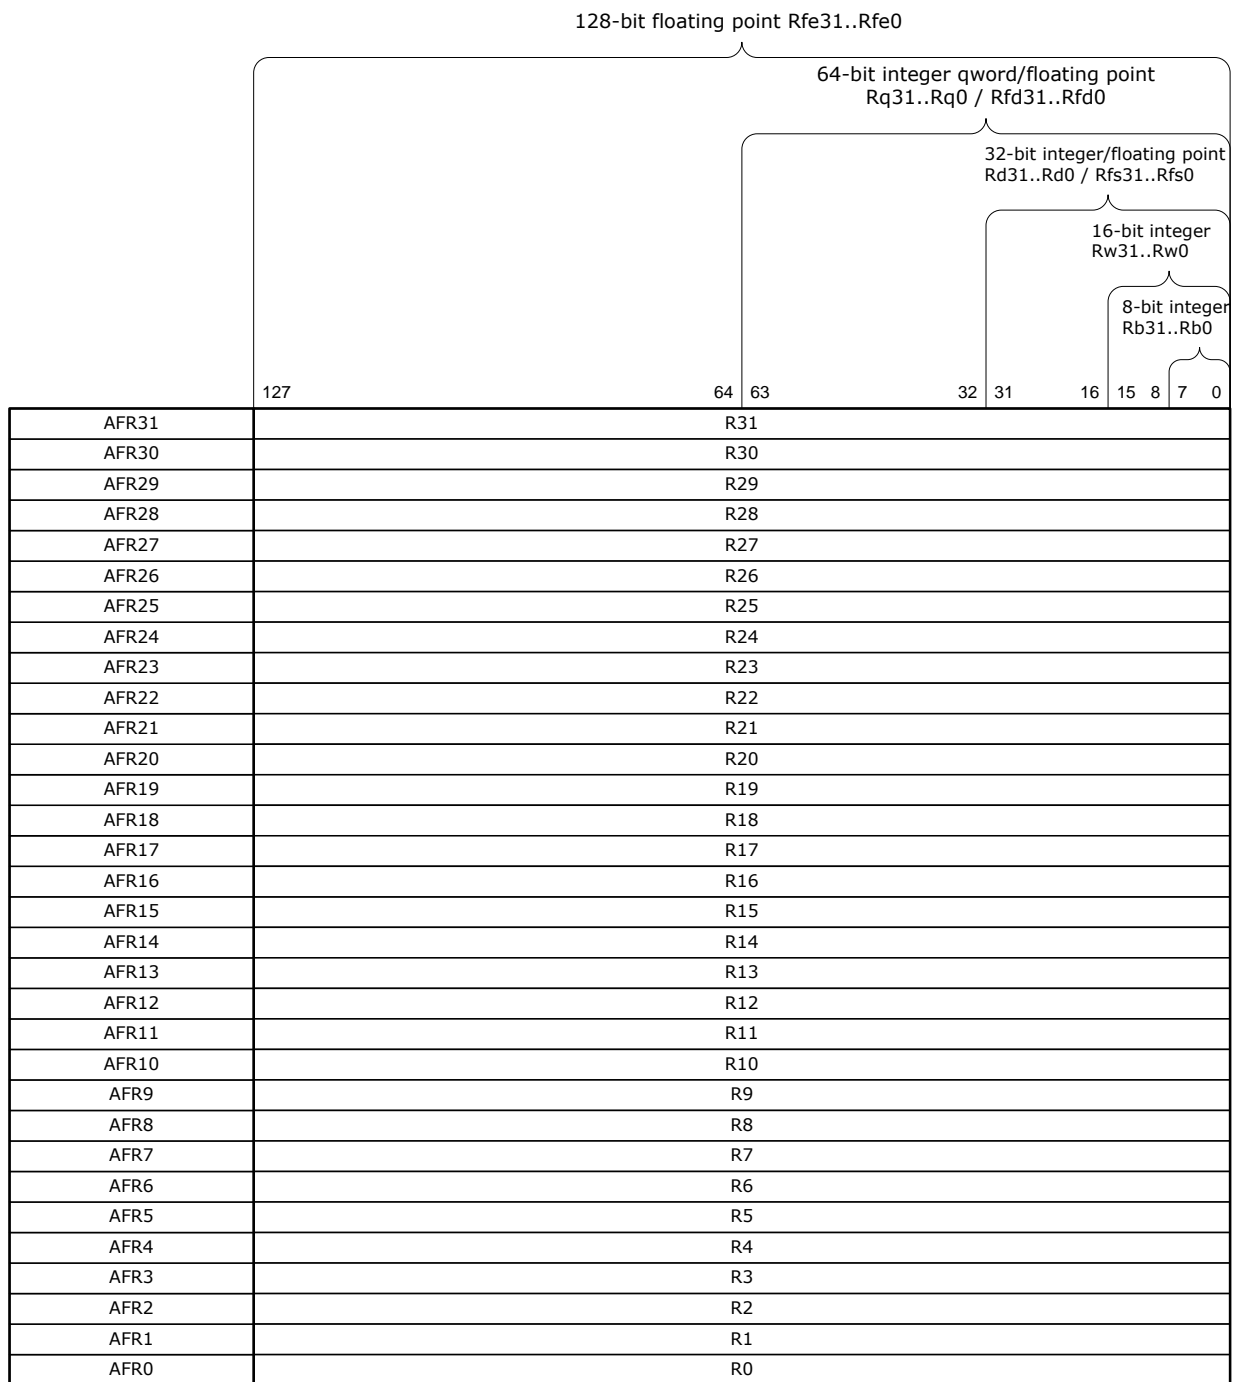 128-bit floating point Rfe31..Rfe0
64-bit integer qword/floating point
Rq31..Rq0 / Rfd31..Rfd0
32-bit integer/floating point
Rd31..Rd0 / Rfs31..Rfs0
16-bit integer
Rw31..Rw0
8-bit integer
Rb31..Rb0
127 64 63 32 31 16 15 8 7 0
AFR31 R31
AFR30 R30
AFR29 R29
AFR28 R28
AFR27 R27
AFR26 R26
AFR25 R25
AFR24 R24
AFR23 R23
AFR22 R22
AFR21 R21
AFR20 R20
AFR19 R19
AFR18 R18
AFR17 R17
AFR16 R16
AFR15 R15
AFR14 R14
AFR13 R13
AFR12 R12
AFR11 R11
AFR10 R10
AFR9 R9
AFR8 R8
AFR7 R7
AFR6 R6
AFR5 R5
AFR4 R4
AFR3 R3
AFR2 R2
AFR1 R1
AFR0 R0